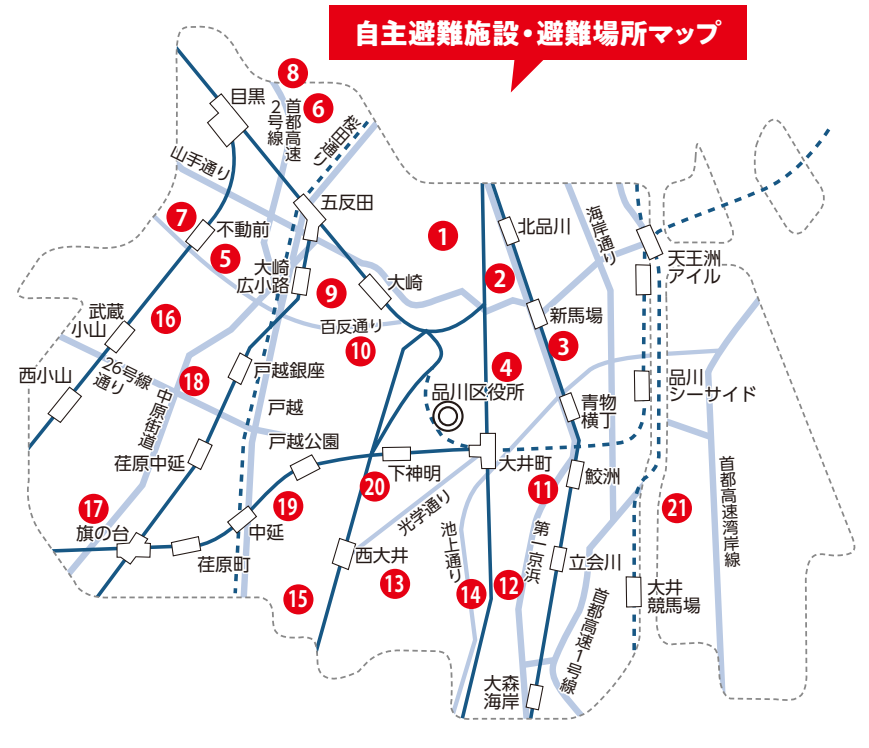 自主避難施設・避難場所マップ
8
目黒
6
首都高速
2号線
桜田通り
山手通り
五反田
7
不動前
1
北品川
海岸通り
天王洲
アイル
5
大崎
広小路
9
大崎
2
16
武蔵
小山
百反通り
新馬場
3
10
4
西小山
26号線
通り
18
戸越銀座
品川区役所
品川
シーサイド
中原街道
戸越
青物
横丁
戸越公園
荏原中延
下神明
大井町
鮫洲
首都高速湾岸線
20
11
17
旗の台
19
中延
光学通り
21
池上通り
第一京浜
荏原町
西大井
立会川
13
12
14
15
大井
競馬場
首都高速1号線
大森
海岸